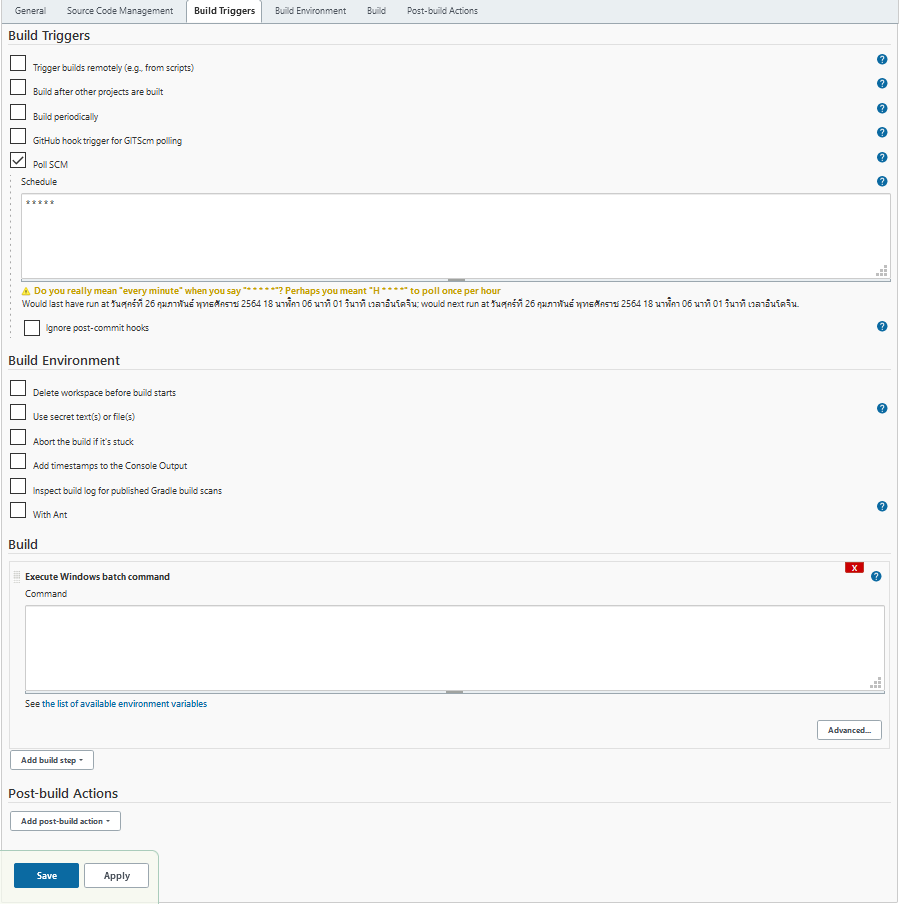 General Source Code Management Build Triggers Build Environment Build Post-build Actions
Build Triggers
Trigger builds remotely (e.g., from scripts)
Build after other projects are built
Build periodically
GitHub hook trigger for GITScm polling
Poll SCM
Schedule
* * * * *
Do you really mean "every minute" when you say "* * * * *"? Perhaps you meant "H * * * *" to poll once per hour
Would last have run at วันศุกร์ที่ 26 กุมภาพันธ์ พุทธศักราช 2564 18 นาฬิกา 06 นาที 01 วินาที เวลาอินโดจีน; would next run at วันศุกร์ที่ 26 กุมภาพันธ์ พุทธศักราช 2564 18 นาฬิกา 06 นาที 01 วินาที เวลาอินโดจีน.
Ignore post-commit hooks
Build Environment
Delete workspace before build starts
Use secret text(s) or file(s)
Abort the build if it's stuck
Add timestamps to the Console Output
Inspect build log for published Gradle build scans
With Ant
Build
X
Execute Windows batch command
Command
See the list of available environment variables
Advanced...
Add build step
Post-build Actions
Add post-build action
Save Apply